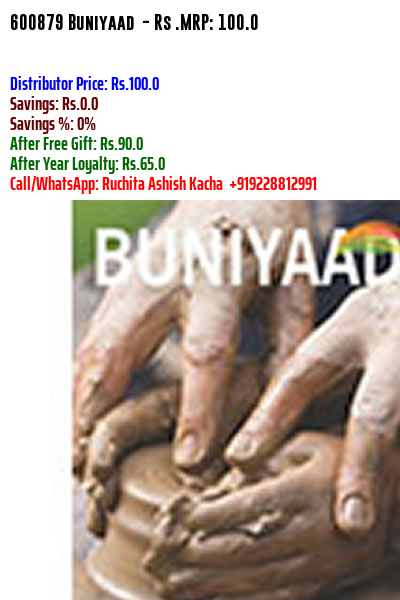 600879 Buniyaad - Rs .MRP: 100.0
Distributor Price: Rs.100.0
Savings: Rs.0.0
Savings %: 0%
After Free Gift: Rs.90.0
After Year Loyalty: Rs.65.0
Call/WhatsApp: Ruchita Ashish Kacha +919228812991
BUNIYAAD